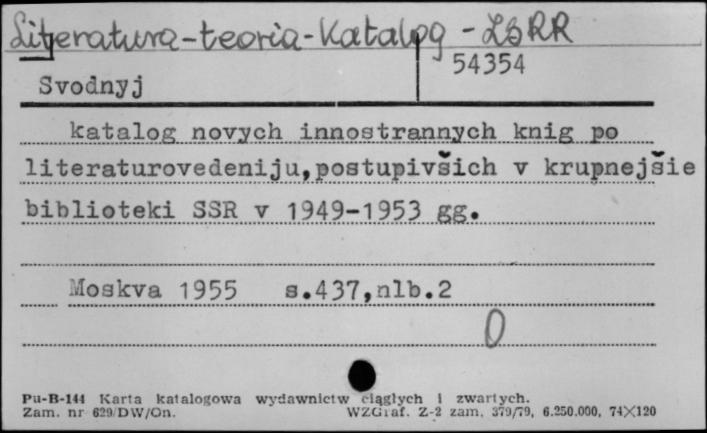 Literatura-teoria-Katalog - ZSRR
54354
Svodnyj
katalog novych innostrannych knig po
literaturovedeniju,postupivšich v krupnejšie
biblioteki SSR v 1949-1953 gg.
Moskva 1955 s.437,nlb.2
0
Pu-B-144 Karta katalogowa wydawnictw ciągłych i zwartych.
Zam. nr 629/DW/On. WZGraf. Z-2 zam. 379/79, 6.250.000, 74×120